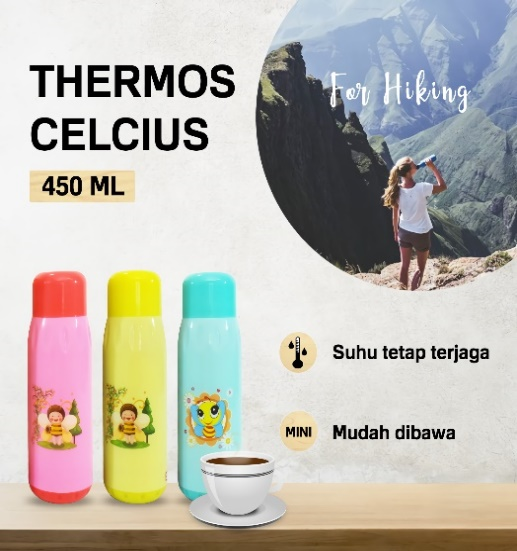 THERMOS
CELCIUS
450 ML
For Hiking
Suhu tetap terjaga
MINI
Mudah dibawa